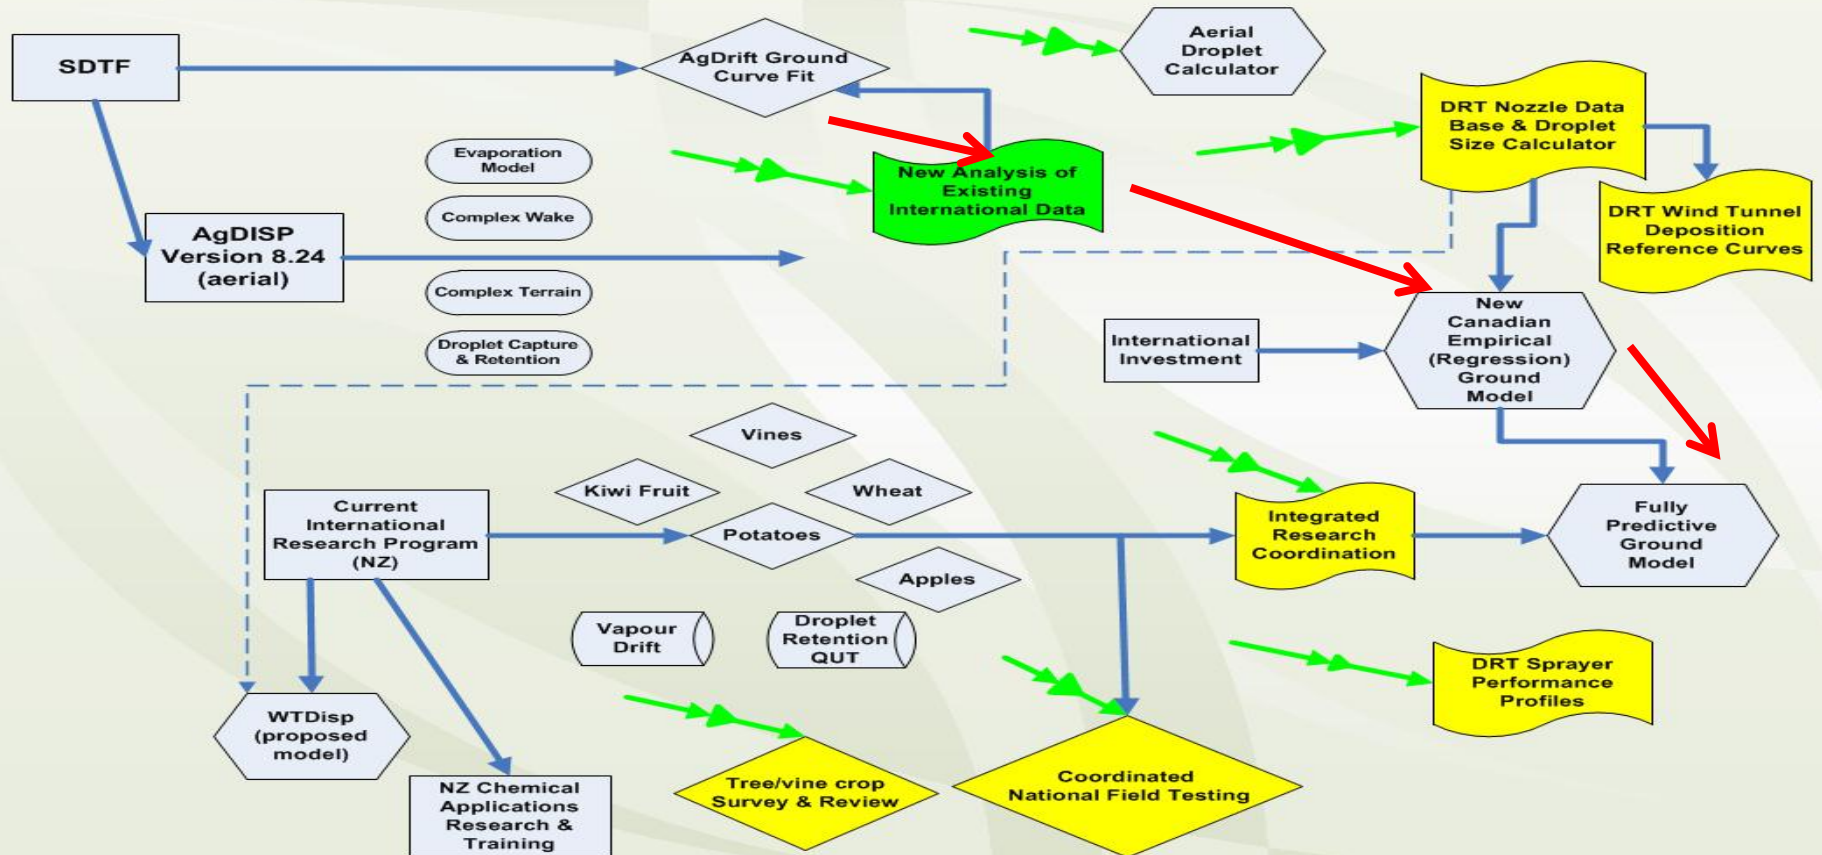 SDTF
AgDrift Ground
Curve Fit
Aerial
Droplet
Calculator
DRT Nozzle Data
Base & Droplet
Size Calculator
Evaporation
Model
New Analysis of
Existing
International Data
Complex Wake
DRT Wind Tunnel
Deposition
Reference Curves
AgDISP
Version 8.24
(aerial)
Complex Terrain
Droplet Capture
& Retention
International
Investment
New
Canadian
Empirical
(Regression)
Ground
Model
Vines
Kiwi Fruit
Wheat
Current
International
Research Program
(NZ)
Potatoes
Integrated
Research
Coordination
Fully
Predictive
Ground
Model
Apples
Vapour
Drift
Droplet
Retention
QUT
DRT Sprayer
Performance
Profiles
WTDisp
(proposed
model)
NZ Chemical
Applications
Research &
Training
Tree/vine crop
Survey & Review
Coordinated
National Field Testing